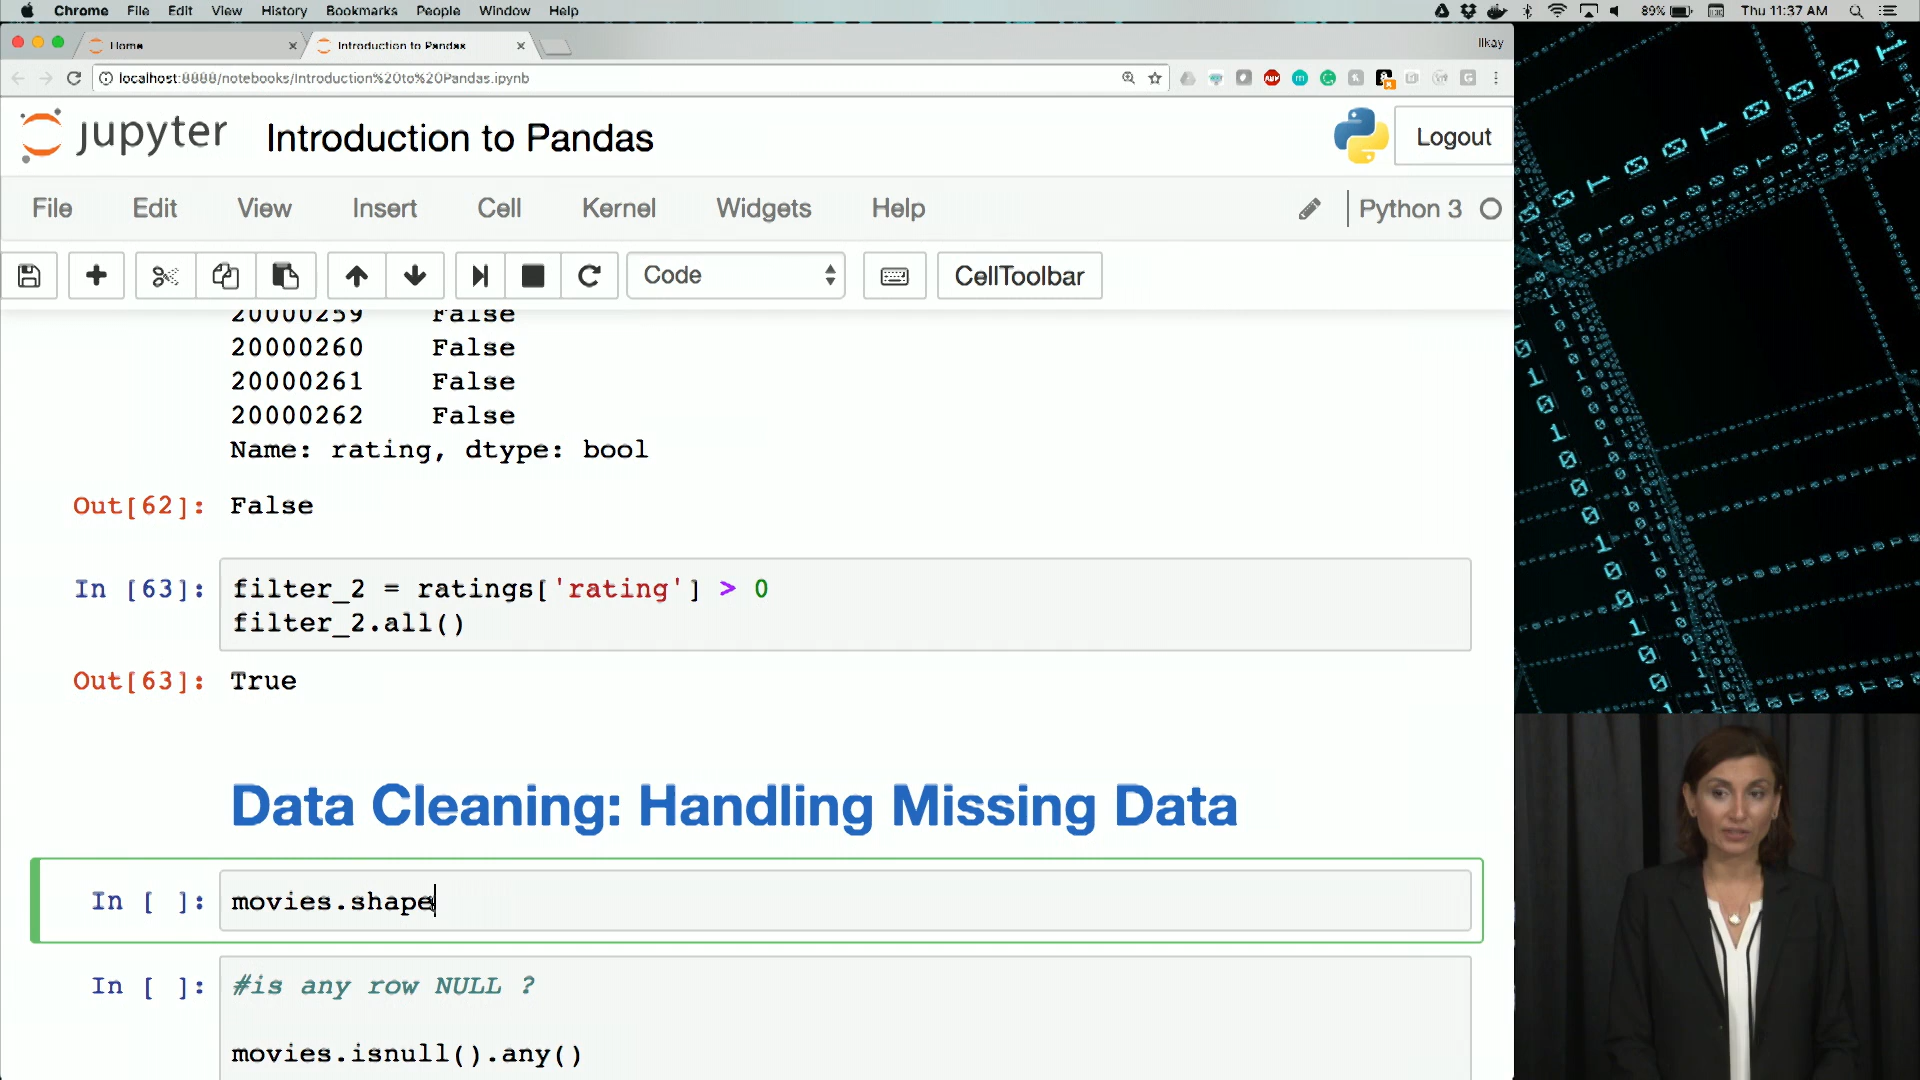 Chrome File Edit View History Bookmarks People Window Help 89% Thu 11:37 AM
Home Introduction to Pandas Ilkay
localhost:8888/notebooks/Introduction%20to%20Pandas.ipynb
jupyter Introduction to Pandas Logout
File Edit View Insert Cell Kernel Widgets Help Python 3
Code CellToolbar
20000259 False
20000260 False
20000261 False
20000262 False
Name: rating, dtype: bool
Out[62]: False
In [63]: filter_2 = ratings['rating'] > 0
filter_2.all()
Out[63]: True
Data Cleaning: Handling Missing Data
In [ ]: movies.shape
In [ ]: #is any row NULL ?
movies.isnull().any()